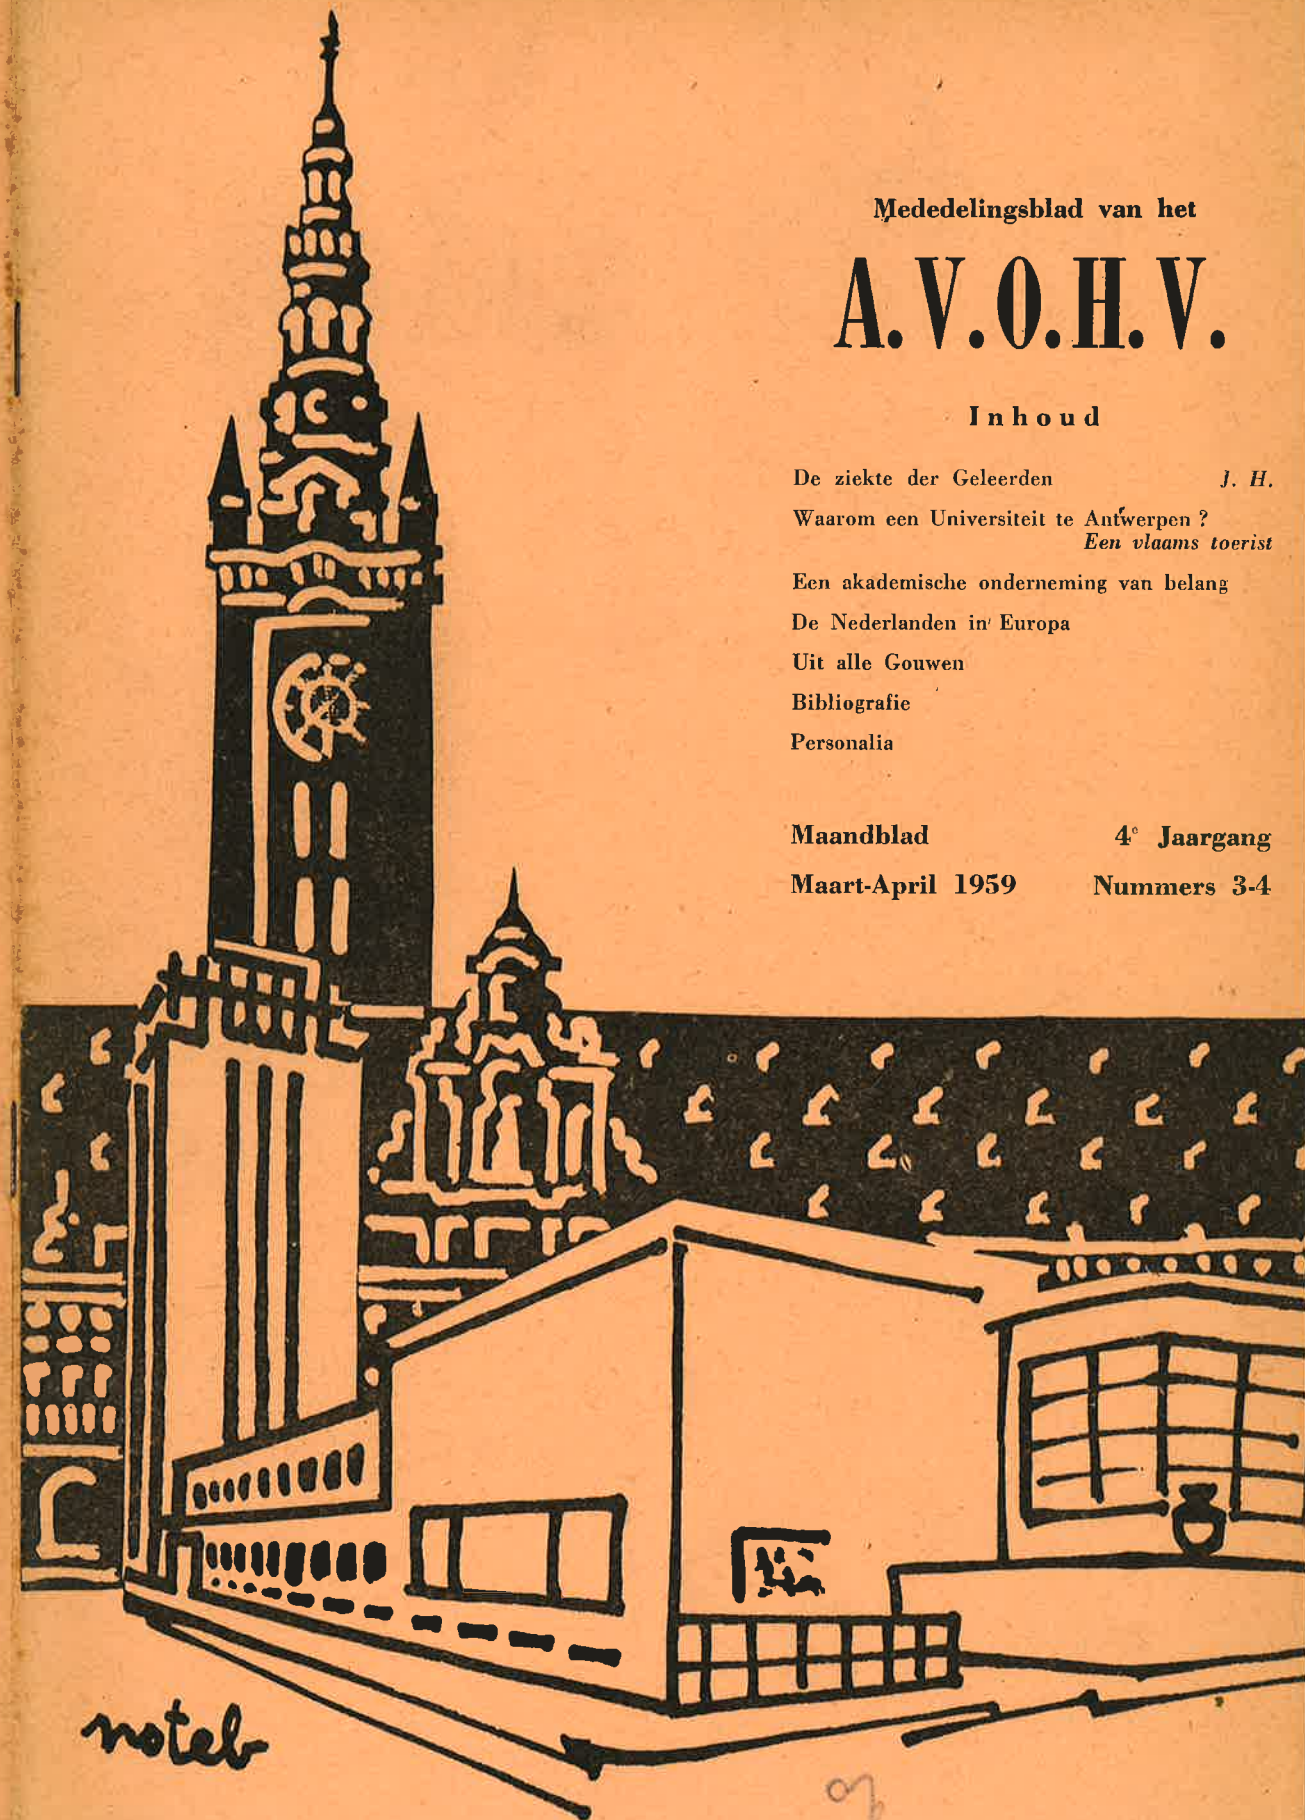 Mededelingsblad van het
A.V.O.H.V.
Inhoud
De ziekte der Geleerden J. H.
Waarom een Universiteit te Antwerpen ?
Een vlaams toerist
Een akademische onderneming van belang
De Nederlanden in Europa
Uit alle Gouwen
Bibliografie
Personalia
Maandblad 4e Jaargang
Maart-April 1959 Nummers 3-4
noteb